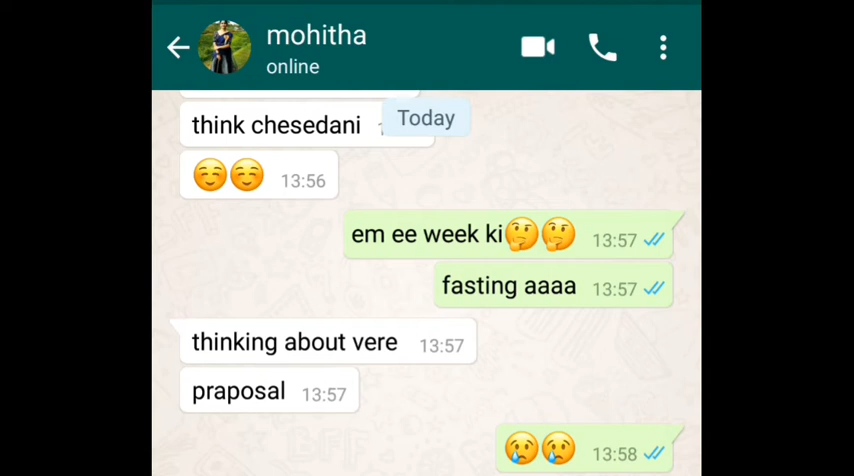 mohitha
online
think chesedani
Today
☺️☺️ 13:56
em ee week ki🤔🤔 13:57
fasting aaaa 13:57
thinking about vere 13:57
praposal 13:57
😢😢 13:58